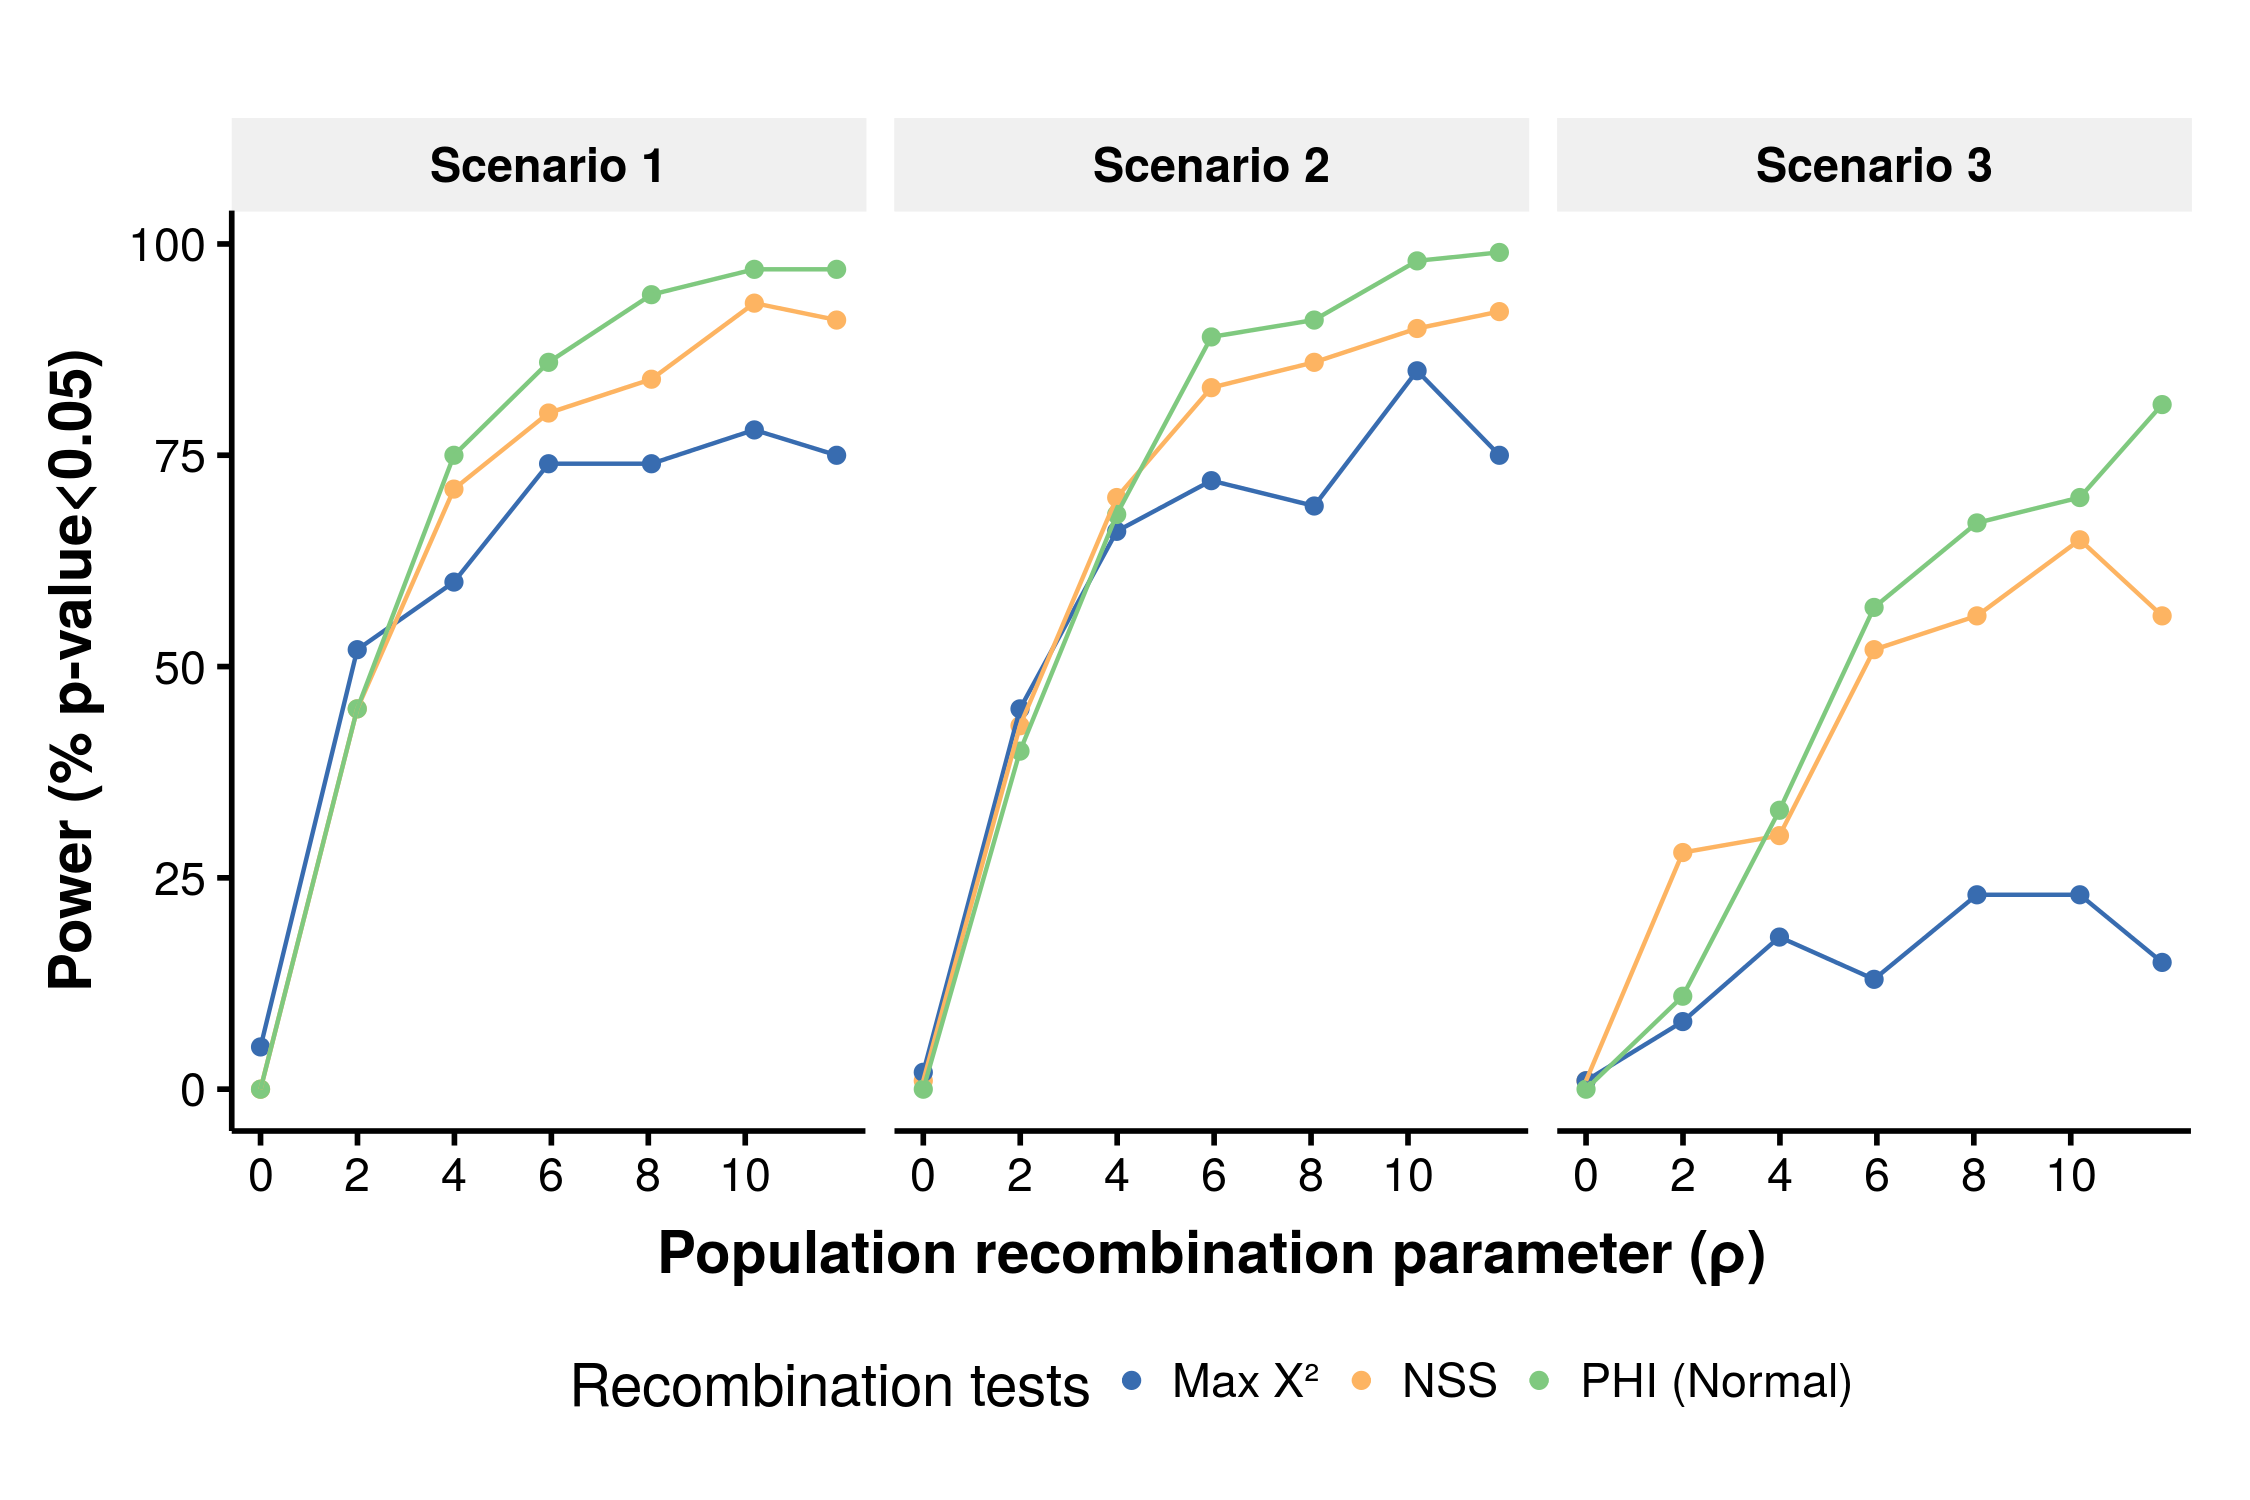 Scenario 1
Scenario 2
Scenario 3
Power (% p-value<0.05)
100
75
50
25
0
0 2 4 6 8 10
0 2 4 6 8 10
0 2 4 6 8 10
Population recombination parameter (ρ)
Recombination tests Max X² NSS PHI (Normal)